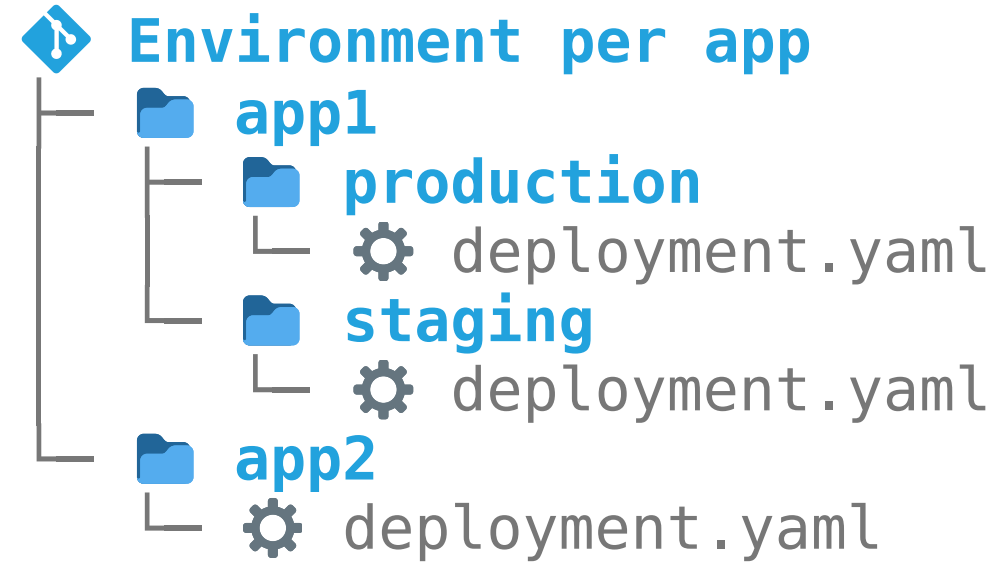 Environment per app
app1
production
deployment.yaml
staging
deployment.yaml
app2
deployment.yaml